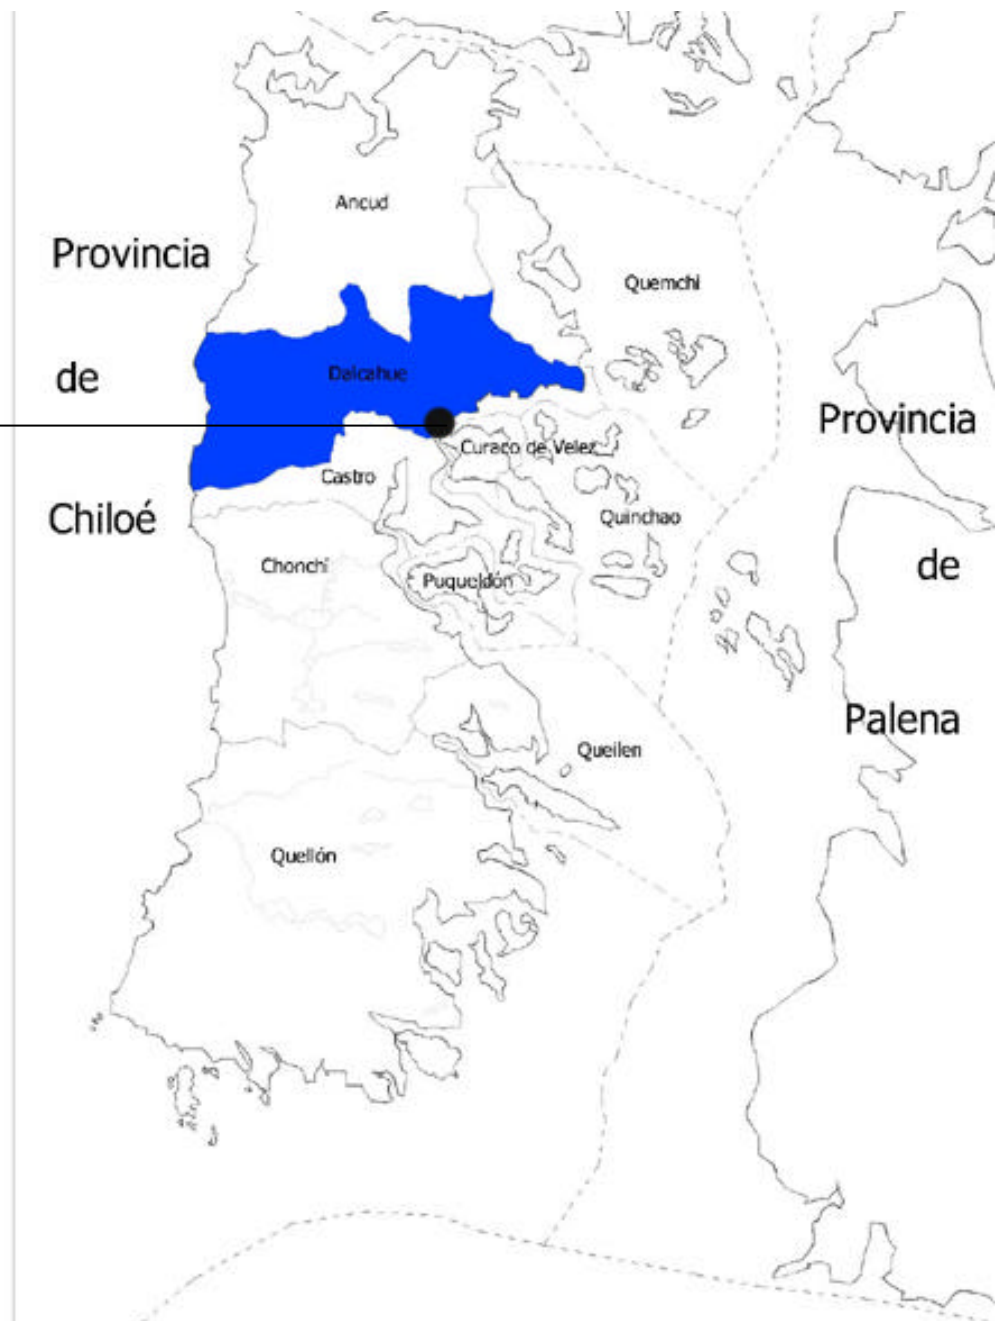 Ancud
Provincia
Quemchi
de
Dalcahue
Provincia
Curaco de Velez
Castro
Chiloé
Quinchao
Chonchi
de
Puqueldón
Palena
Queilen
Quellón